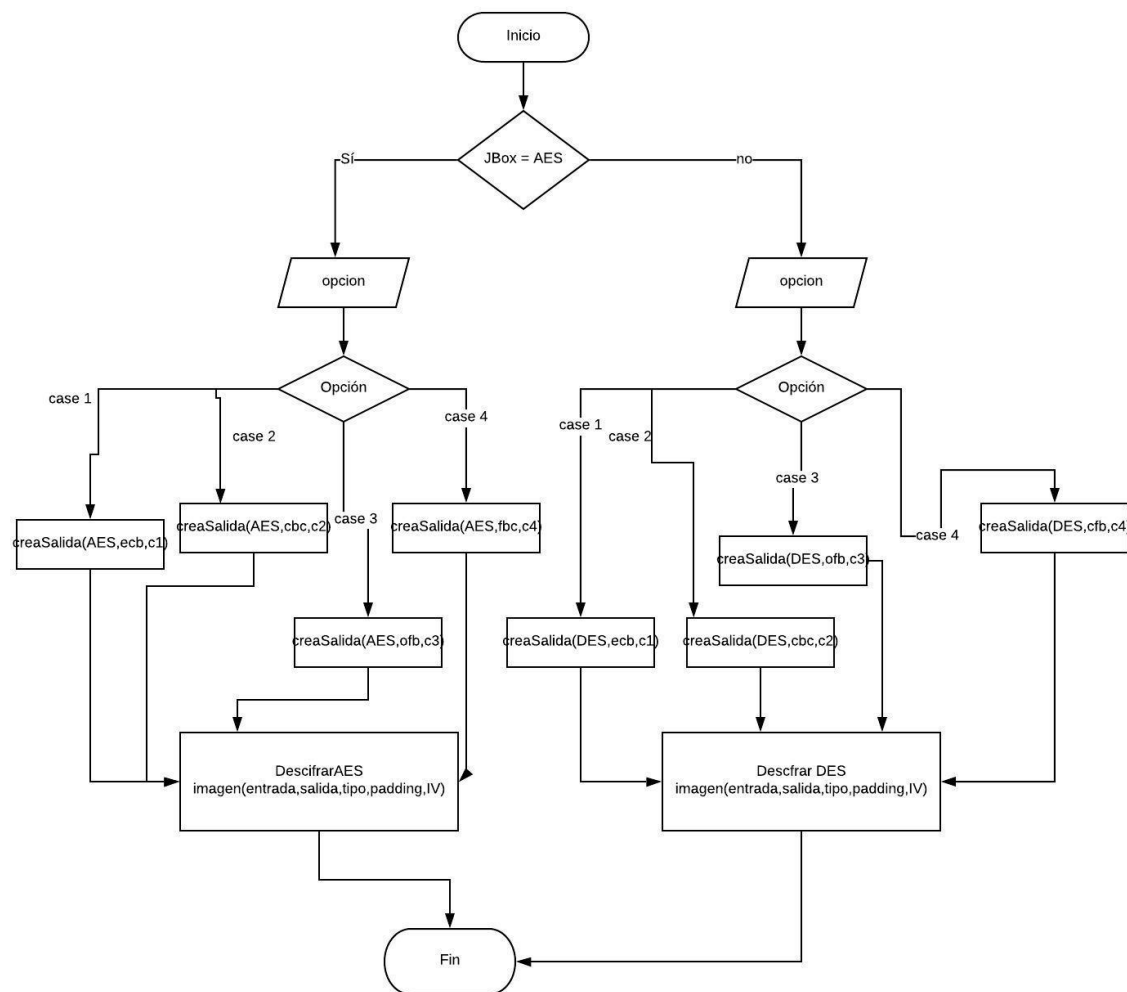 Inicio
JBox = AES
Sí
no
opcion
opcion
Opción
Opción
case 1
case 2
case 3
case 4
case 1
case 2
case 3
case 4
creaSalida(AES,ecb,c1)
creaSalida(AES,cbc,c2)
creaSalida(AES,fbc,c4)
creaSalida(AES,ofb,c3)
creaSalida(DES,ecb,c1)
creaSalida(DES,cbc,c2)
creaSalida(DES,ofb,c3)
creaSalida(DES,cfb,c4)
DescifrarAES
imagen(entrada,salida,tipo,padding,IV)
Descfrar DES
imagen(entrada,salida,tipo,padding,IV)
Fin